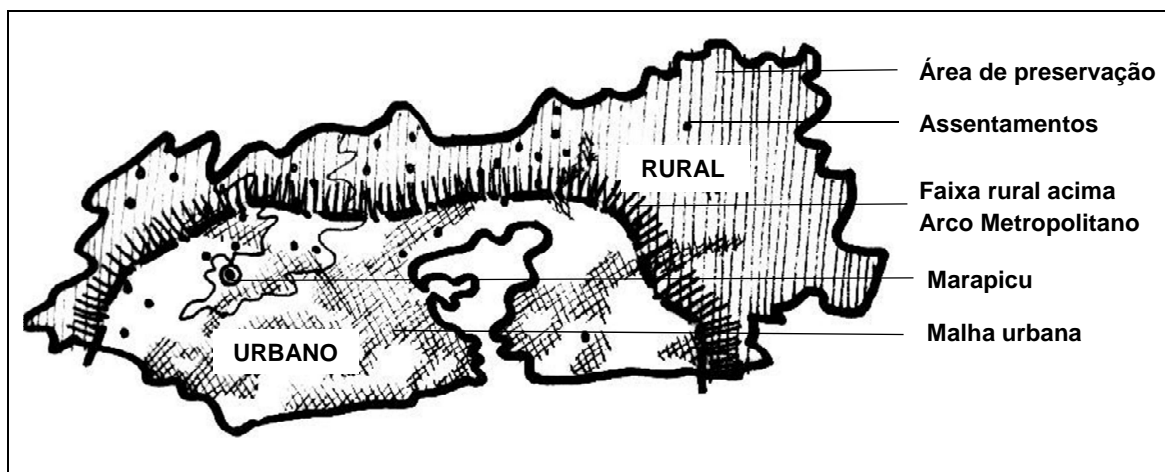 Área de preservação
Assentamentos
RURAL
Faixa rural acima
Arco Metropolitano
Marapicu
Malha urbana
URBANO